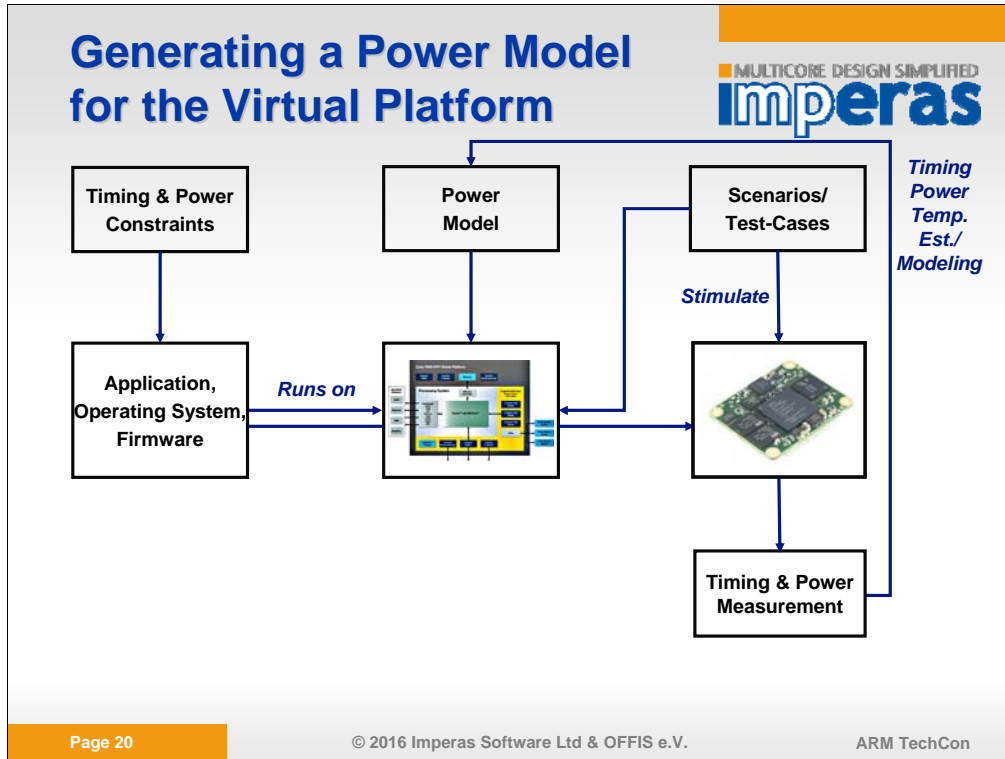 Generating a Power Model
for the Virtual Platform
MULTICORE DESIGN SIMPLIFIED
imperas
Timing & Power
Constraints
Power
Model
Scenarios/
Test-Cases
Timing
Power
Temp.
Est./
Modeling
Stimulate
Application,
Operating System,
Firmware
Runs on
Processing System
Timing & Power
Measurement
Page 20
© 2016 Imperas Software Ltd & OFFIS e.V.
ARM TechCon